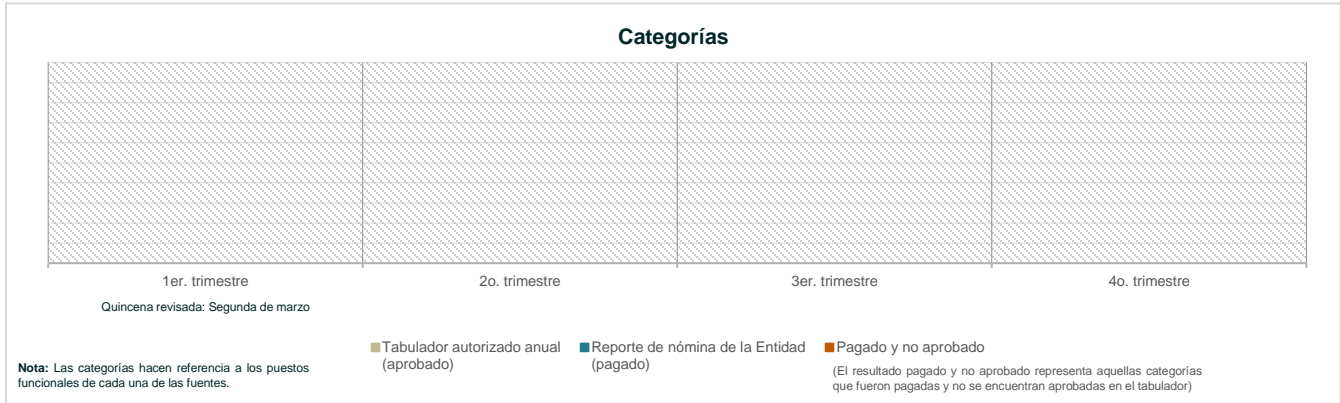 Categorías
1er. trimestre
2o. trimestre
3er. trimestre
4o. trimestre
Quincena revisada: Segunda de marzo
Tabulador autorizado anual
(aprobado)
Reporte de nómina de la Entidad
(pagado)
Pagado y no aprobado
(El resultado pagado y no aprobado representa aquellas categorías
que fueron pagadas y no se encuentran aprobadas en el tabulador)
Nota: Las categorías hacen referencia a los puestos
funcionales de cada una de las fuentes.